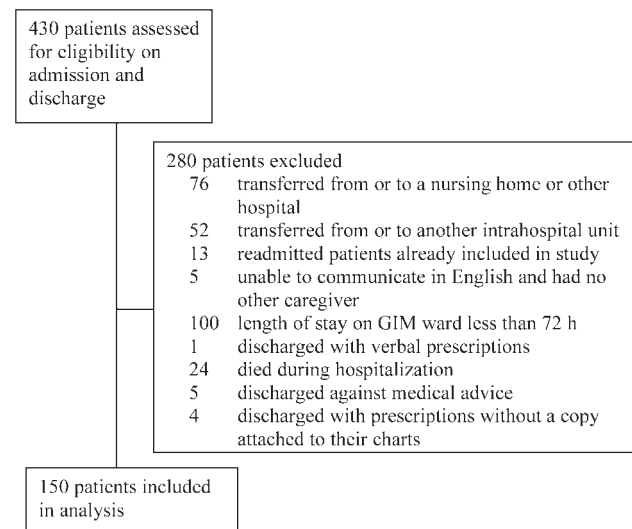 430 patients assessed
for eligibility on
admission and
discharge
280 patients excluded
76 transferred from or to a nursing home or other
hospital
52 transferred from or to another intrahospital unit
13 readmitted patients already included in study
5 unable to communicate in English and had no
other caregiver
100 length of stay on GIM ward less than 72 h
1 discharged with verbal prescriptions
24 died during hospitalization
5 discharged against medical advice
4 discharged with prescriptions without a copy
attached to their charts
150 patients included
in analysis